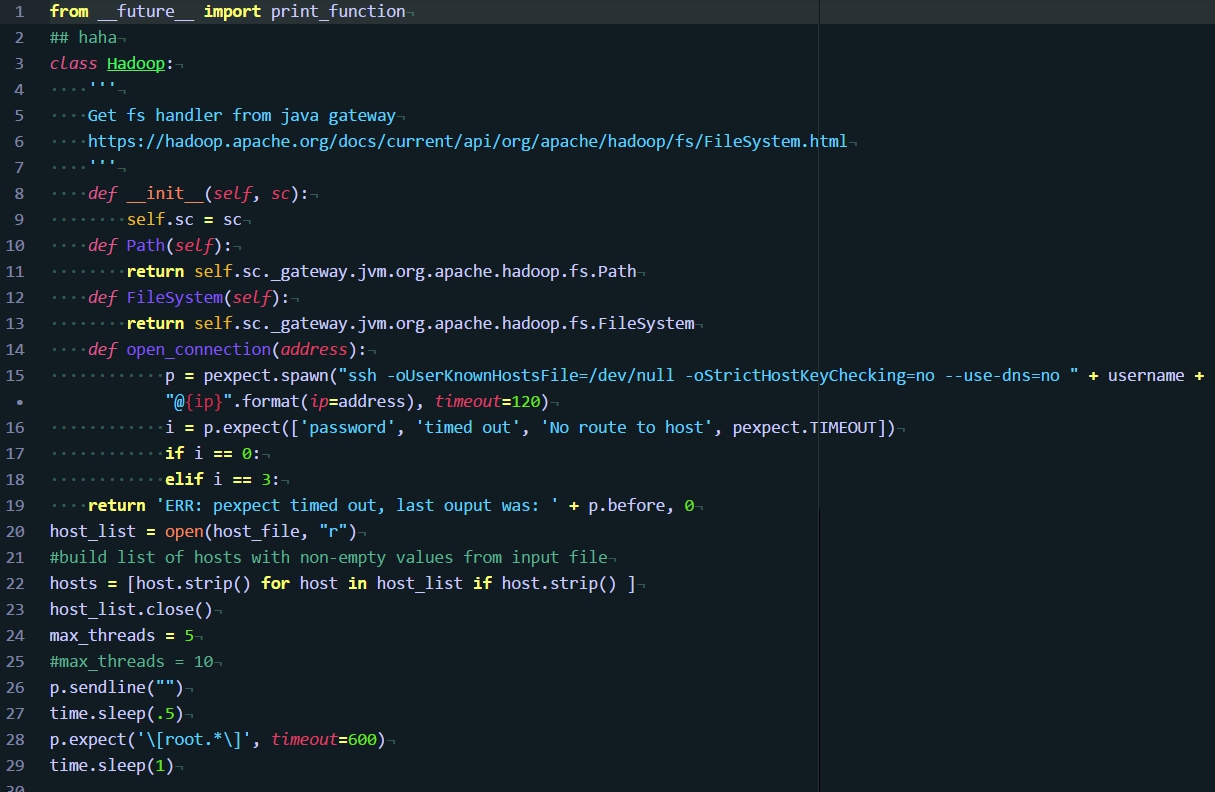 1 from __future__ import print_function
2 ## haha
3 class Hadoop:
4 '''
5 Get fs handler from java gateway
6 https://hadoop.apache.org/docs/current/api/org/apache/hadoop/fs/FileSystem.html
7 '''
8 def __init__(self, sc):
9 self.sc = sc
10 def Path(self):
11 return self.sc._gateway.jvm.org.apache.hadoop.fs.Path
12 def FileSystem(self):
13 return self.sc._gateway.jvm.org.apache.hadoop.fs.FileSystem
14 def open_connection(address):
15 p = pexpect.spawn("ssh -oUserKnownHostsFile=/dev/null -oStrictHostKeyChecking=no --use-dns=no " + username +
• "@{ip}".format(ip=address), timeout=120)
16 i = p.expect(['password', 'timed out', 'No route to host', pexpect.TIMEOUT])
17 if i == 0:
18 elif i == 3:
19 return 'ERR: pexpect timed out, last ouput was: ' + p.before, 0
20 host_list = open(host_file, "r")
21 #build list of hosts with non-empty values from input file
22 hosts = [host.strip() for host in host_list if host.strip() ]
23 host_list.close()
24 max_threads = 5
25 #max_threads = 10
26 p.sendline("")
27 time.sleep(.5)
28 p.expect('\[root.*\]', timeout=600)
29 time.sleep(1)
30